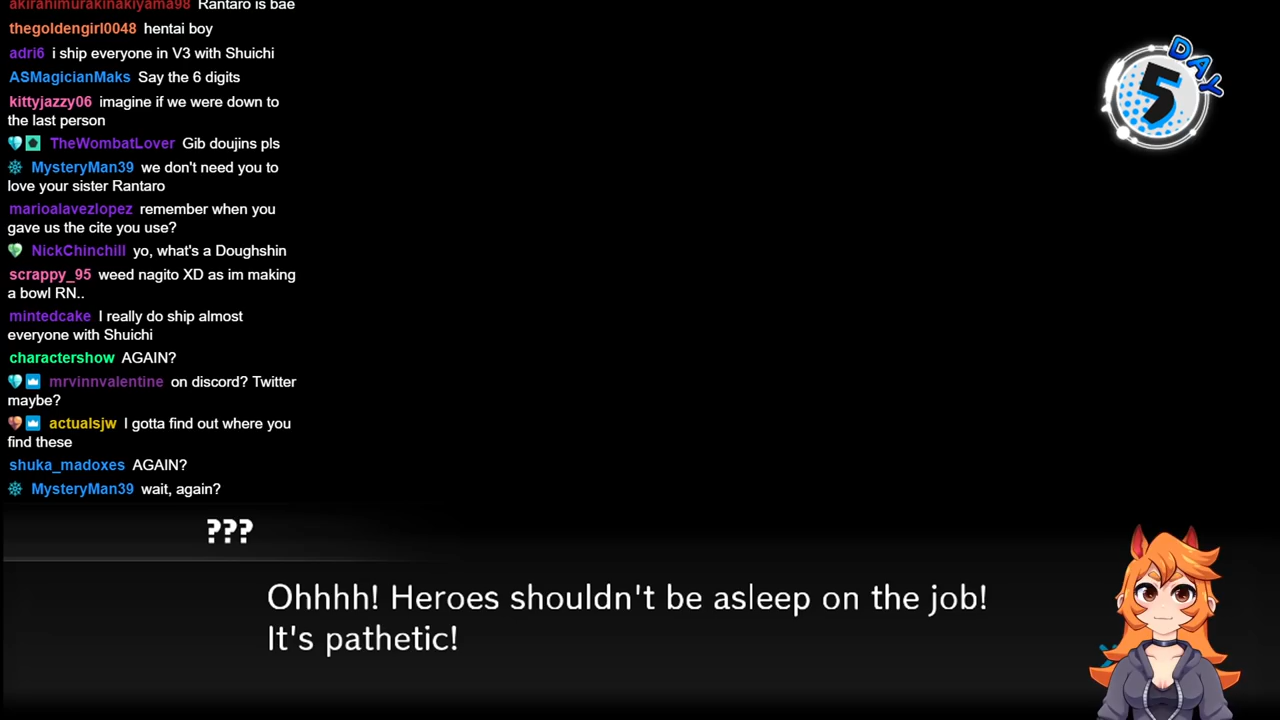 akirahimurakinakiyama98 Rantaro is bae
thegoldengirl0048 hentai boy
adri6 i ship everyone in V3 with Shuichi
ASMagicianMaks Say the 6 digits
kittyjazzy06 imagine if we were down to
the last person
TheWombatLover Gib doujins pls
MysteryMan39 we don't need you to
love your sister Rantaro
marioalavezlopez remember when you
gave us the cite you use?
NickChinchill yo, what's a Doughshin
scrappy_95 weed nagito XD as im making
a bowl RN..
mintedcake I really do ship almost
everyone with Shuichi
charactershow AGAIN?
mrvinnvalentine on discord? Twitter
maybe?
actualsjw I gotta find out where you
find these
shuka_madoxes AGAIN?
MysteryMan39 wait, again?
DAY
5
???
Ohhhh! Heroes shouldn't be asleep on the job!
It's pathetic!